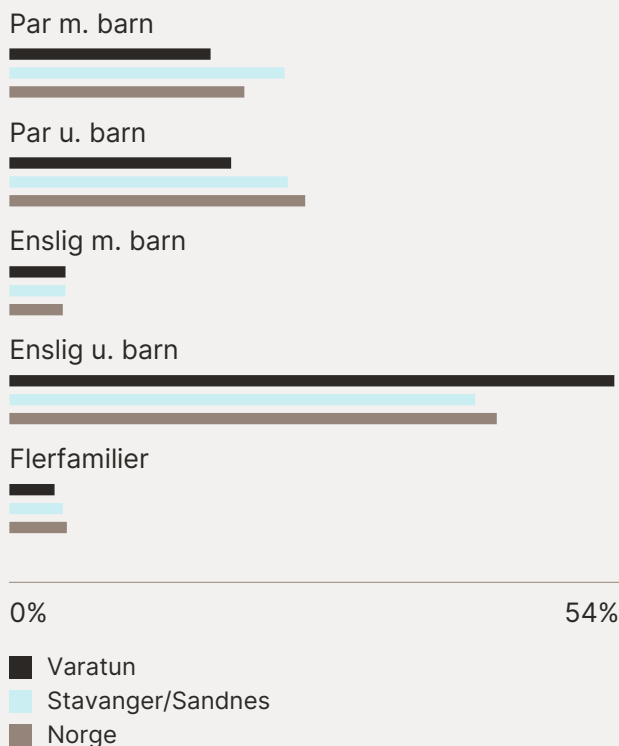 Par m. barn
Par u. barn
Enslig m. barn
Enslig u. barn
Flerfamilier
0% 54%
Varatun
Stavanger/Sandnes
Norge